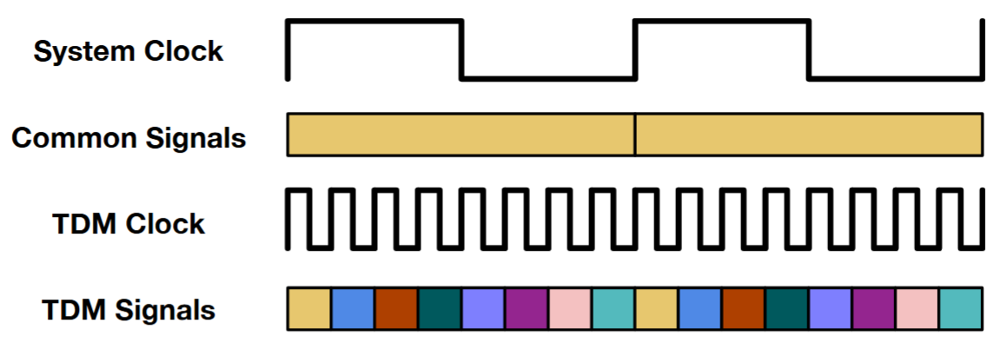 System Clock
Common Signals
TDM Clock
TDM Signals